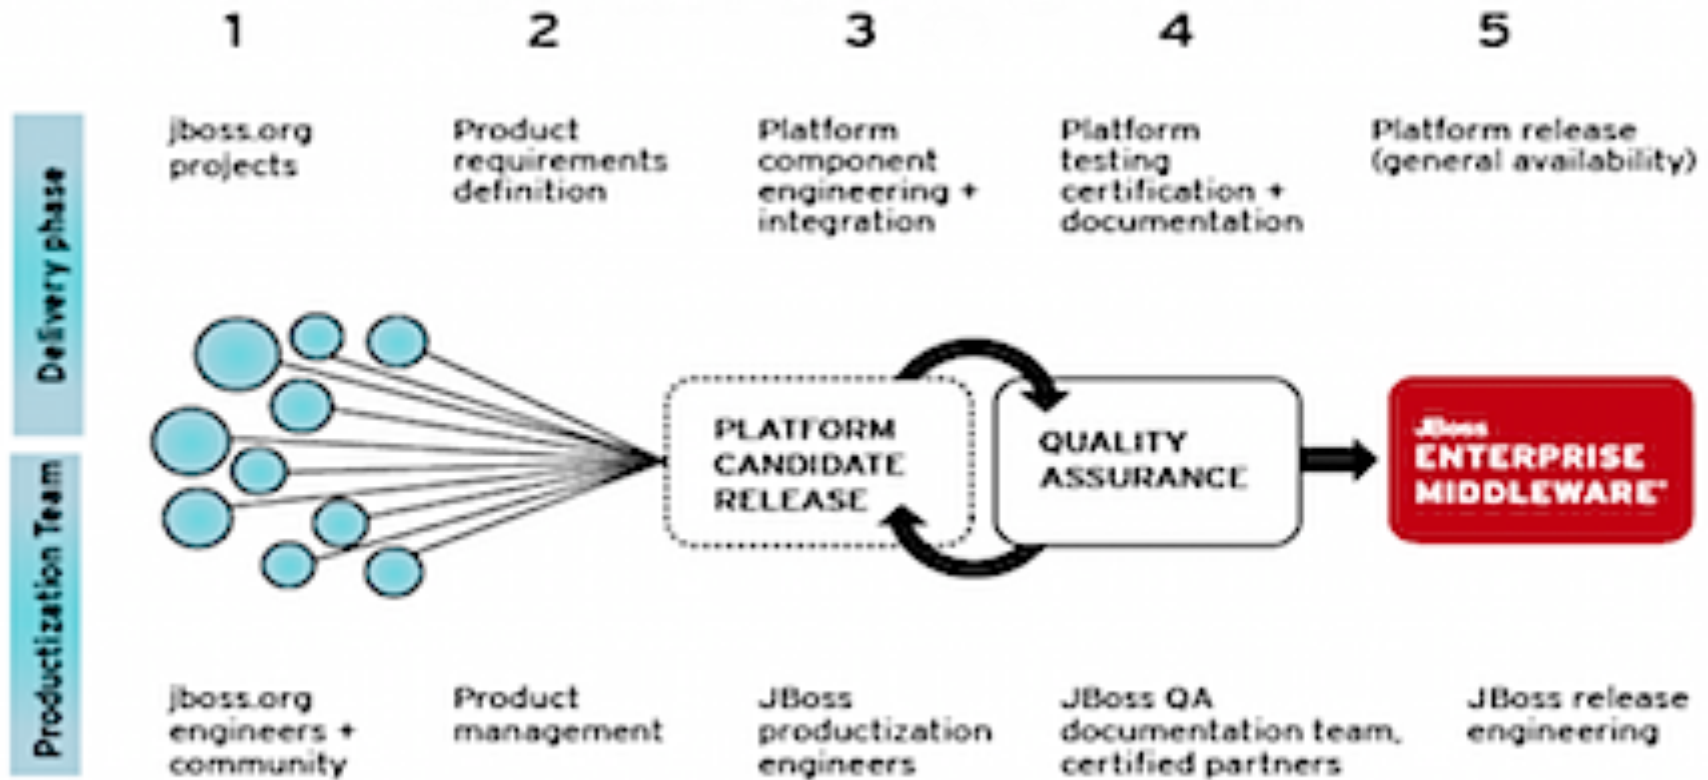 1
2
3
4
5
Delivery phase
jboss.org
projects
Product
requirements
definition
Platform
component
engineering +
integration
Platform
testing
certification +
documentation
Platform release
(general availability)
PLATFORM
CANDIDATE
RELEASE
QUALITY
ASSURANCE
JBoss
ENTERPRISE
MIDDLEWARE
Productization Team
jboss.org
engineers +
community
Product
management
JBoss
productization
engineers
JBoss QA
documentation team,
certified partners
JBoss release
engineering